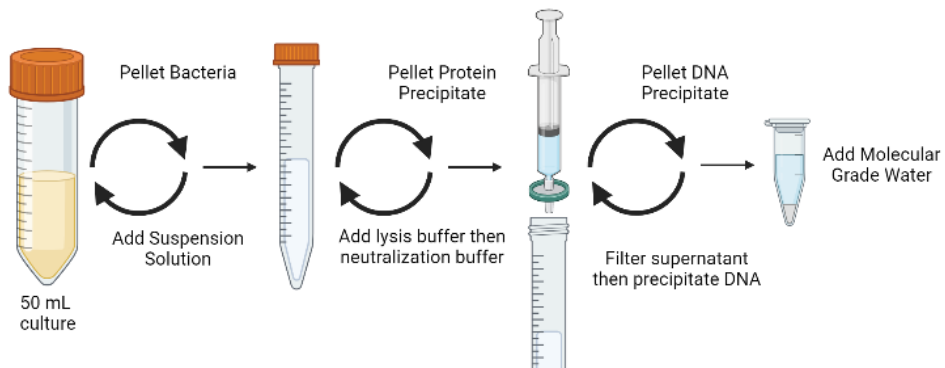 Pellet Bacteria
Add Suspension
Solution
50 mL
culture
Pellet Protein
Precipitate
Add lysis buffer then
neutralization buffer
Pellet DNA
Precipitate
Filter supernatant
then precipitate DNA
Add Molecular
Grade Water